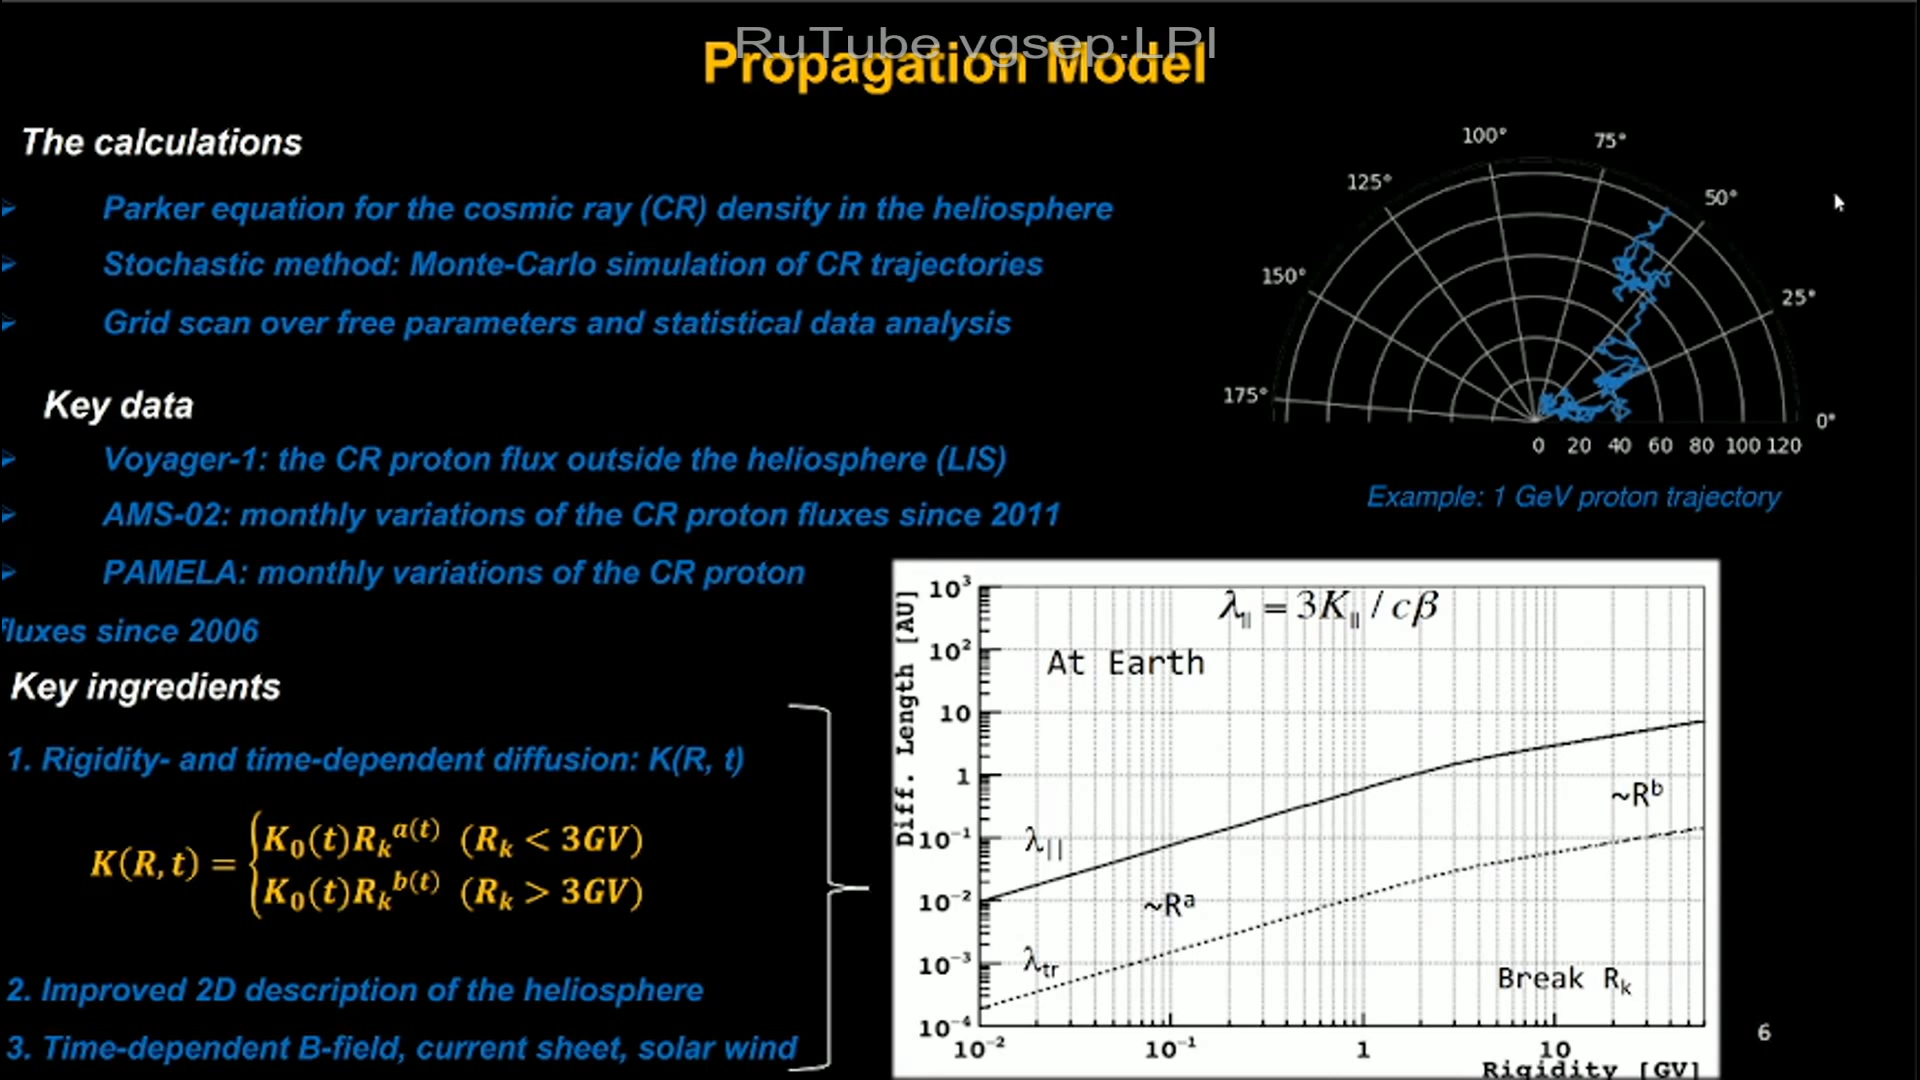 RuTube vgsep:LPI
Propagation Model
The calculations
Parker equation for the cosmic ray (CR) density in the heliosphere
Stochastic method: Monte-Carlo simulation of CR trajectories
Grid scan over free parameters and statistical data analysis
Key data
Voyager-1: the CR proton flux outside the heliosphere (LIS)
AMS-02: monthly variations of the CR proton fluxes since 2011
PAMELA: monthly variations of the CR proton
fluxes since 2006
Key ingredients
1. Rigidity- and time-dependent diffusion: K(R, t)
K(R, t) = { K₀(t)Rₖ^a(t) (Rₖ < 3GV)
K₀(t)Rₖ^b(t) (Rₖ > 3GV)
2. Improved 2D description of the heliosphere
3. Time-dependent B-field, current sheet, solar wind
100° 75°
125° 50°
150° 25°
175° 0°
0 20 40 60 80 100 120
Example: 1 GeV proton trajectory
Diff. Length [AU]
10³
10²
10
1
10⁻¹
10⁻²
10⁻³
10⁻⁴
λ|| = 3K|| / cβ
At Earth
~Rᵇ
λ||
~Rᵃ
λtr
Break Rₖ
10⁻² 10⁻¹ 1 10
Rigidity [GV]
6